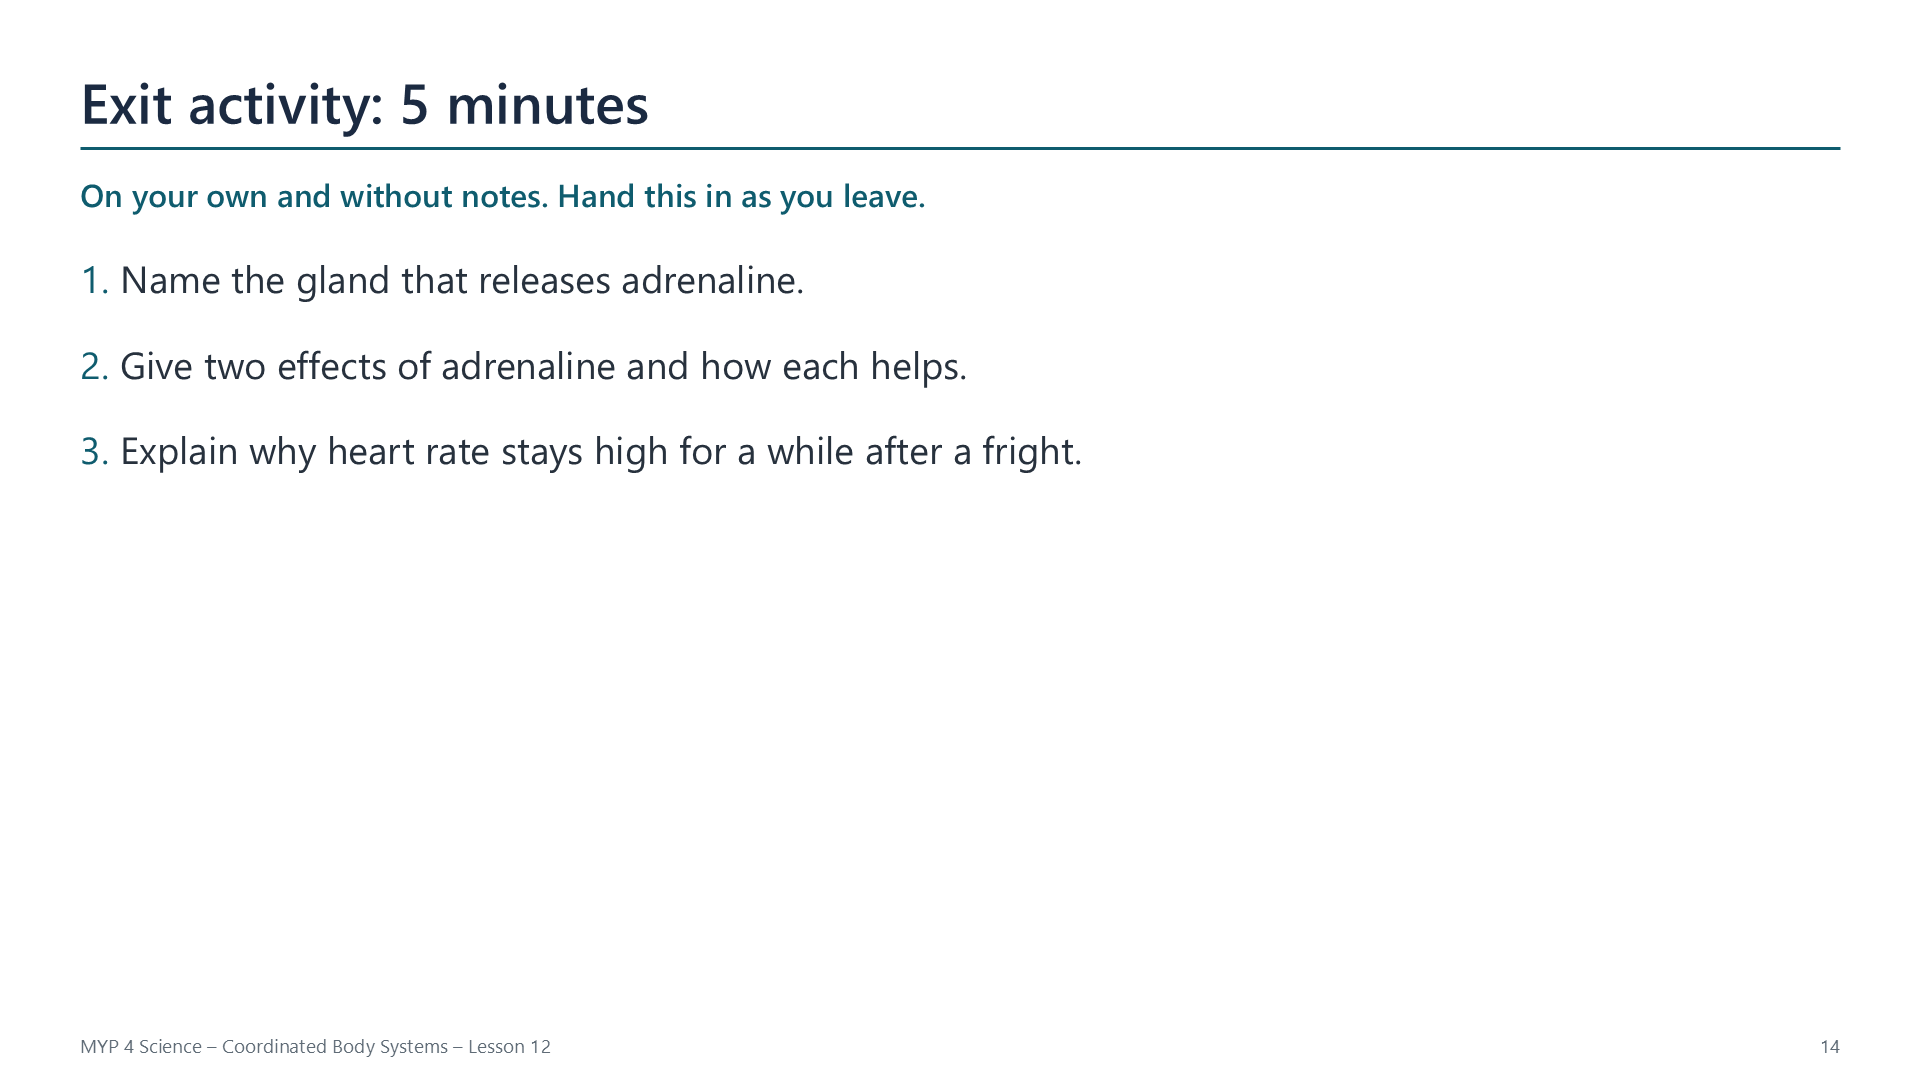 Exit activity: 5 minutes
On your own and without notes. Hand this in as you leave.
1. Name the gland that releases adrenaline.
2. Give two effects of adrenaline and how each helps.
3. Explain why heart rate stays high for a while after a fright.
MYP 4 Science – Coordinated Body Systems – Lesson 12
14